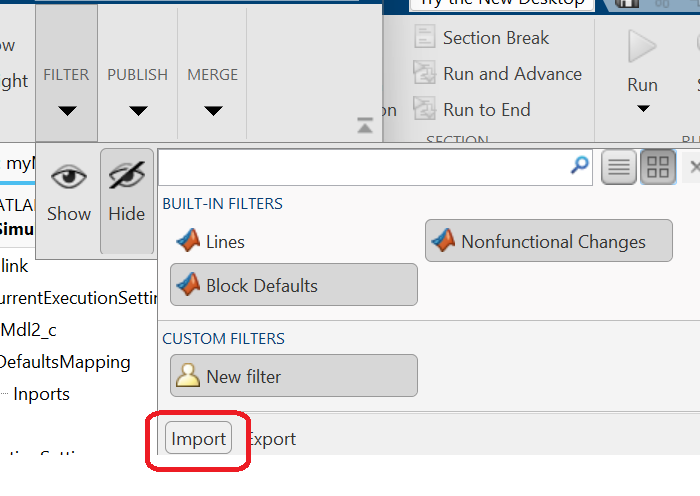 Try the New Desktop
ow
ght
FILTER
PUBLISH
MERGE
on
Section Break
Run and Advance
Run to End
SECTION
Run
myM
ATLA
Simu
link
urrentExecutionSettin
Mdl2_c
DefaultsMapping
Inports
Show
Hide
BUILT-IN FILTERS
Lines
Nonfunctional Changes
Block Defaults
CUSTOM FILTERS
New filter
Import
Export